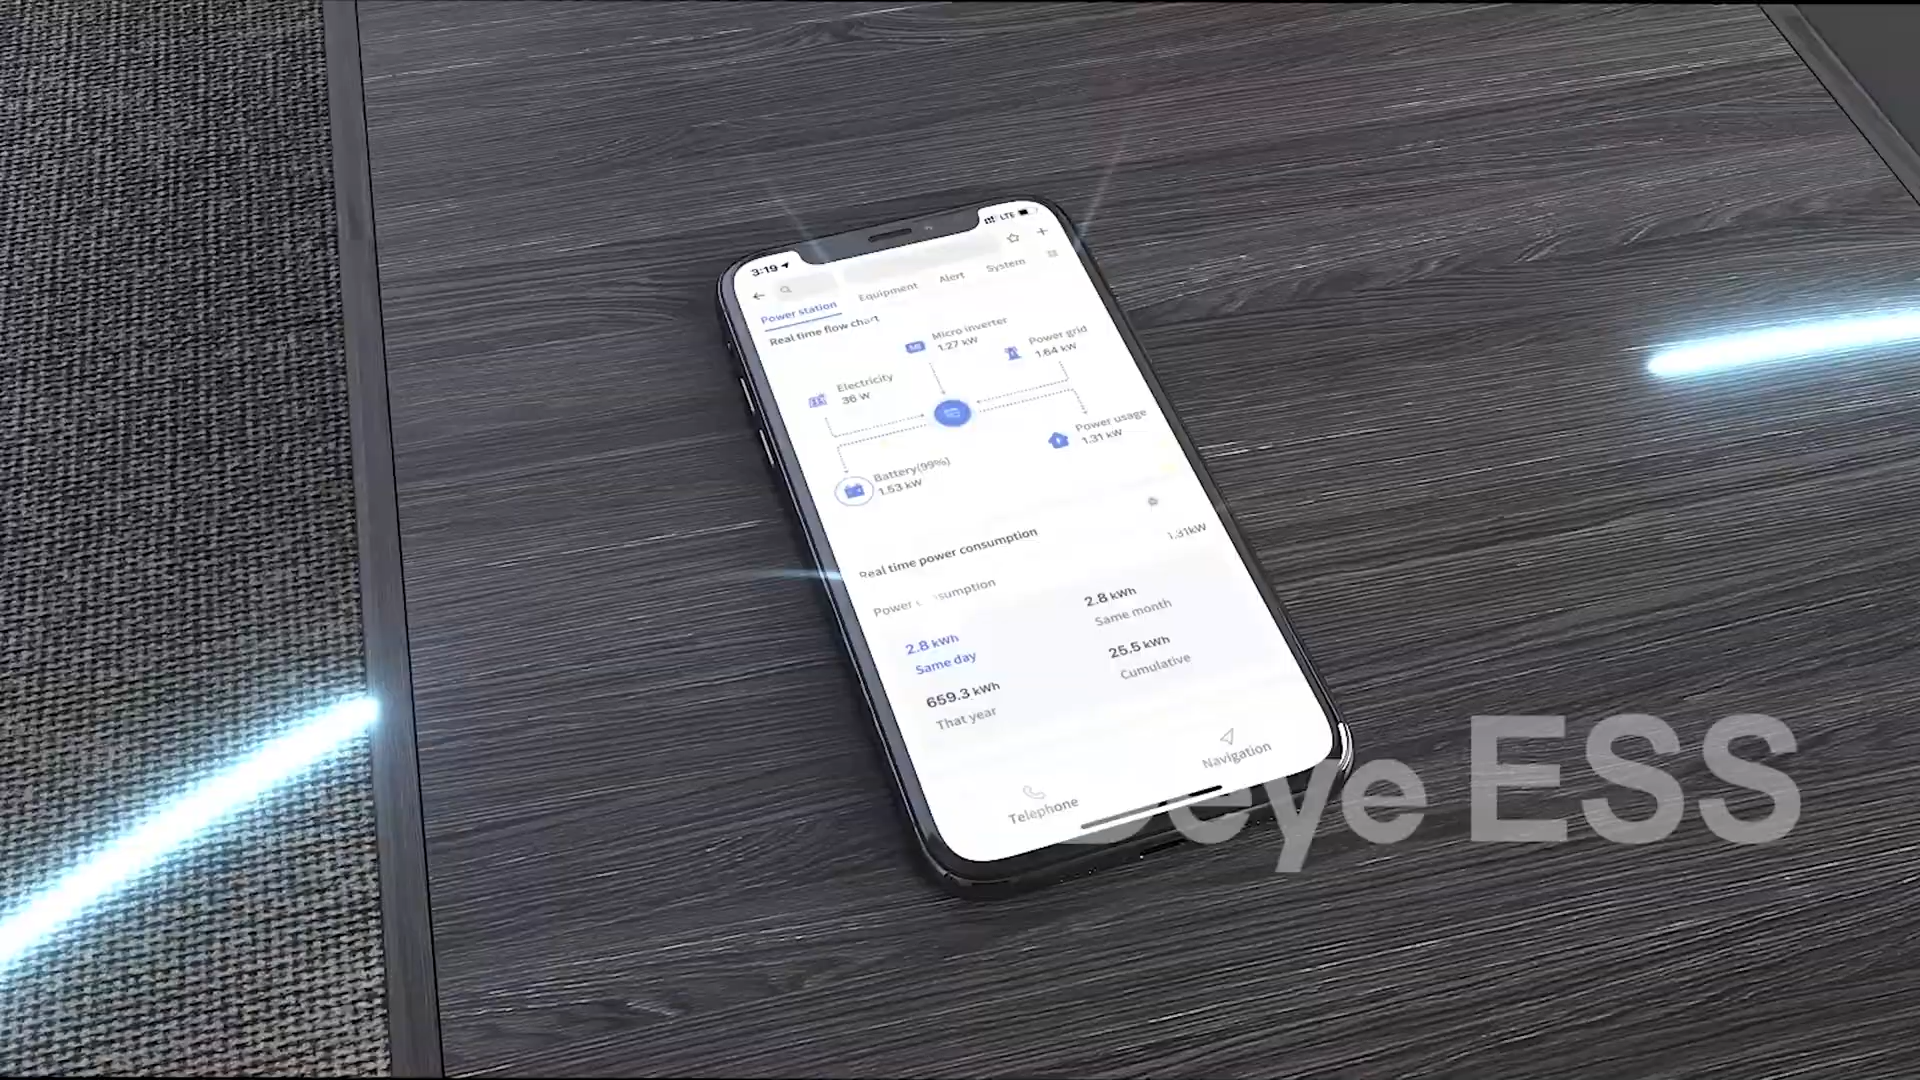 3:19
LTE
Power station
Equipment
Alert
System
Real time flow chart
Micro inverter
1.27 kW
Power grid
1.64 kW
Electricity
36 W
Power usage
1.31 kW
Battery(99%)
1.53 kW
Real time power consumption
1.31kW
Power
2.8 kWh
Same day
2.8 kWh
Same month
659.3 kWh
That year
25.5 kWh
Cumulative
Telephone
Navigation
Deye ESS